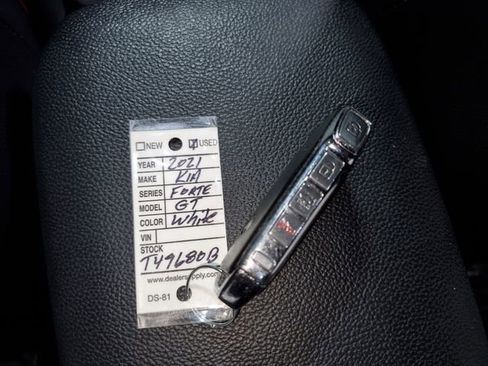 NEW USED
YEAR 2021
MAKE KIA
SERIES FORTE
MODEL GT
COLOR White
VIN
STOCK
T49680B
www.dealersupply.com
DS-81